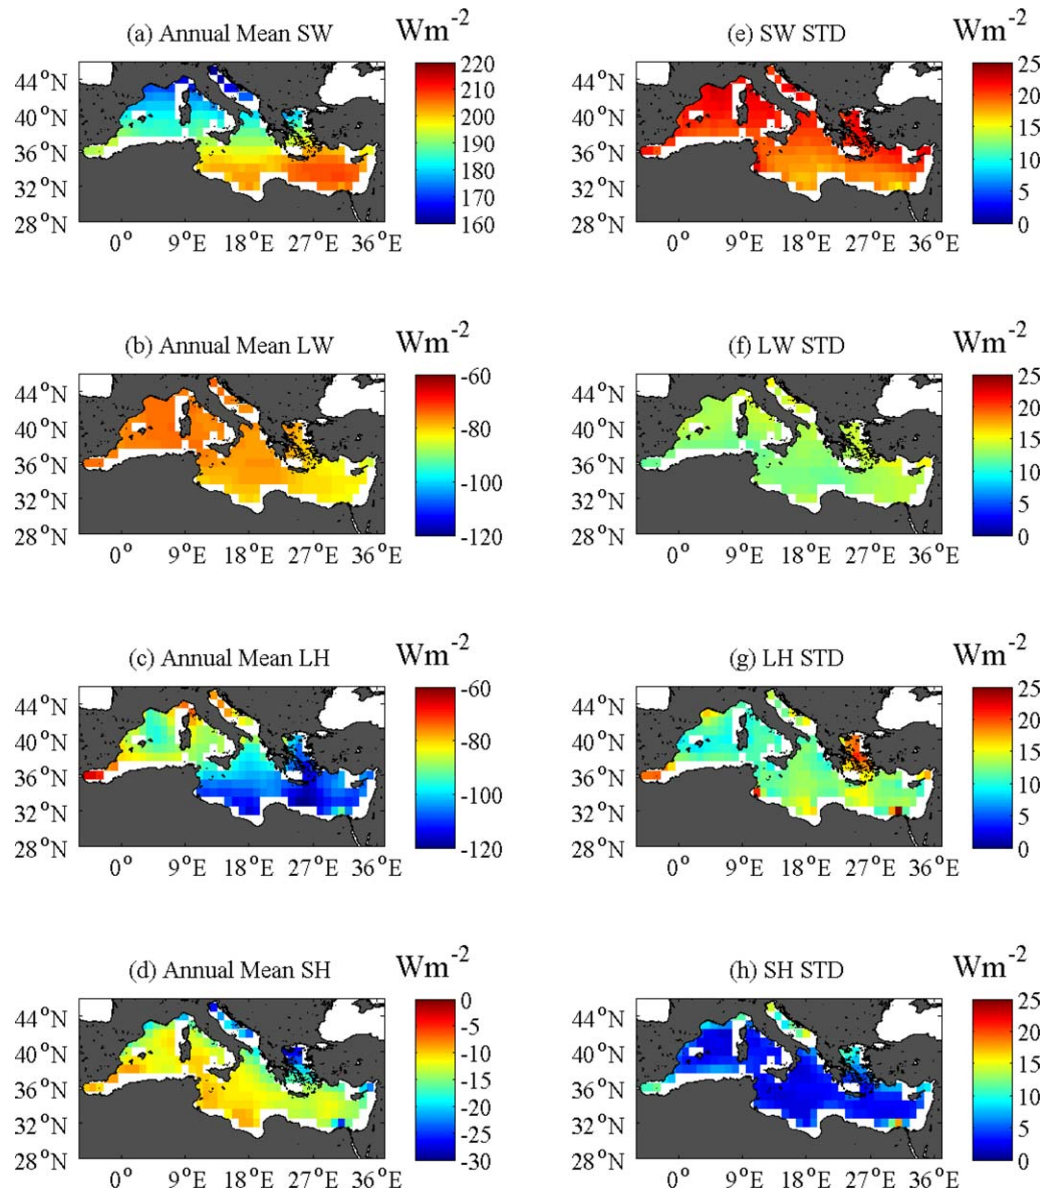 (a) Annual Mean SW Wm-2
44°N
40°N
36°N
32°N
28°N
0° 9°E 18°E 27°E 36°E
220
210
200
190
180
170
160
(e) SW STD Wm-2
44°N
40°N
36°N
32°N
28°N
0° 9°E 18°E 27°E 36°E
25
20
15
10
5
0
(b) Annual Mean LW Wm-2
44°N
40°N
36°N
32°N
28°N
0° 9°E 18°E 27°E 36°E
-60
-80
-100
-120
(f) LW STD Wm-2
44°N
40°N
36°N
32°N
28°N
0° 9°E 18°E 27°E 36°E
25
20
15
10
5
0
(c) Annual Mean LH Wm-2
44°N
40°N
36°N
32°N
28°N
0° 9°E 18°E 27°E 36°E
-60
-80
-100
-120
(g) LH STD Wm-2
44°N
40°N
36°N
32°N
28°N
0° 9°E 18°E 27°E 36°E
25
20
15
10
5
0
(d) Annual Mean SH Wm-2
44°N
40°N
36°N
32°N
28°N
0° 9°E 18°E 27°E 36°E
0
-5
-10
-15
-20
-25
-30
(h) SH STD Wm-2
44°N
40°N
36°N
32°N
28°N
0° 9°E 18°E 27°E 36°E
25
20
15
10
5
0